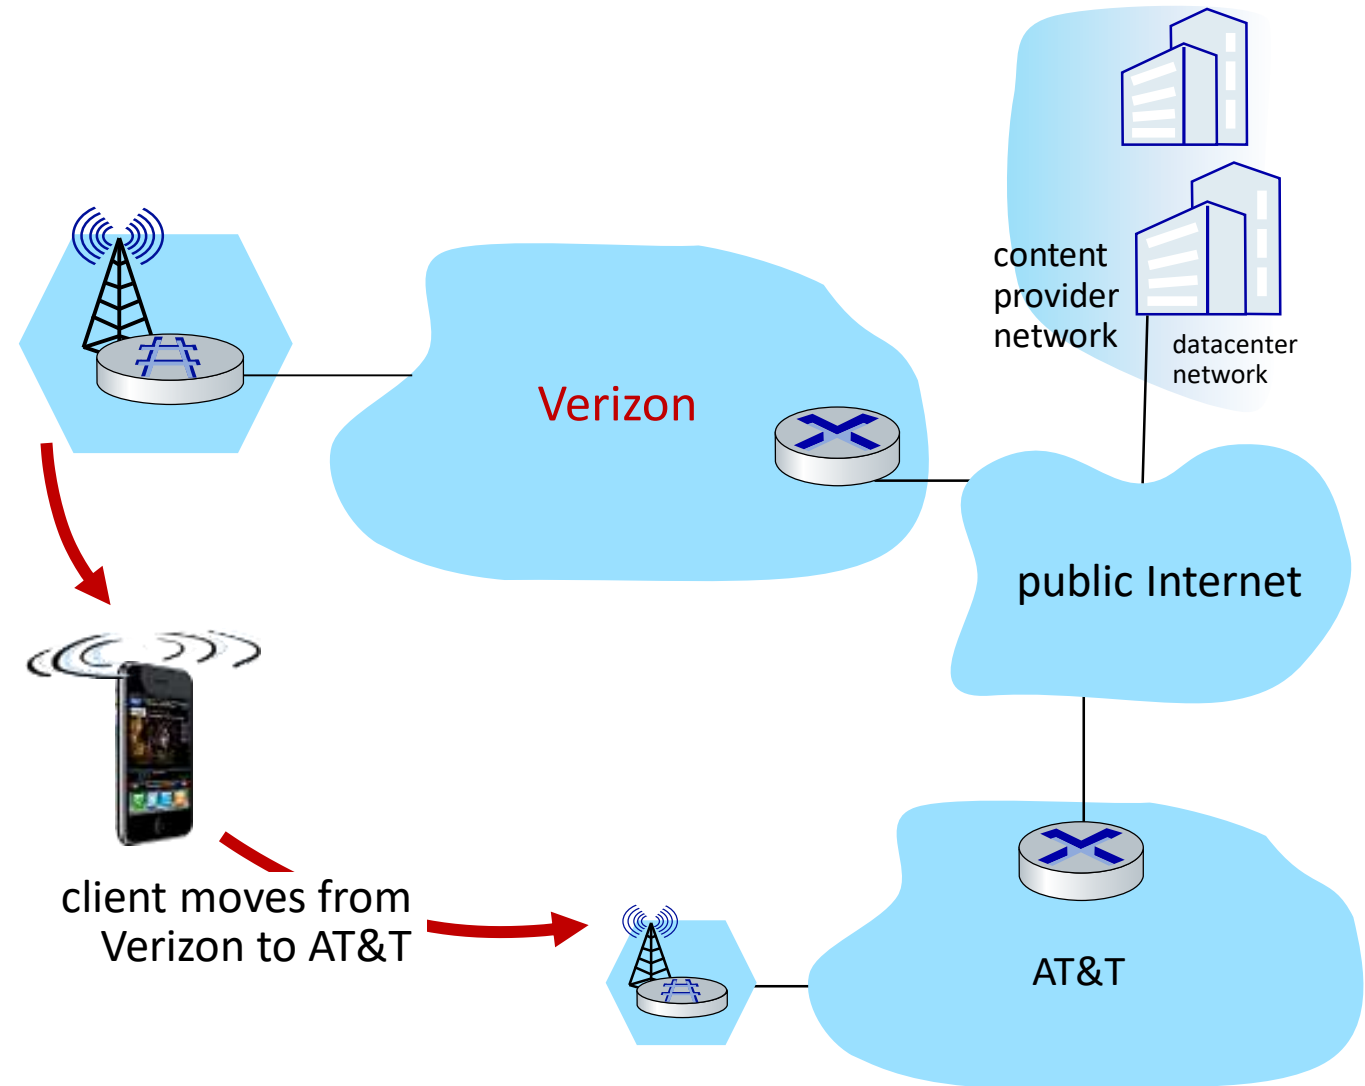 content
provider
network
datacenter
network
Verizon
public Internet
client moves from
Verizon to AT&T
AT&T